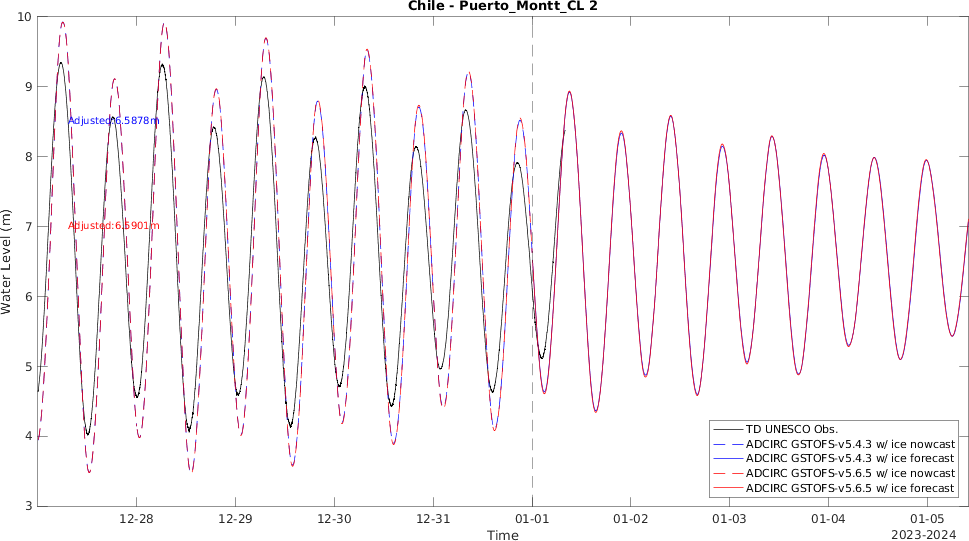 Chile - Puerto_Montt_CL 2
10
9
8
7
6
5
4
3
Water Level (m)
Adjusted:6.5878m
Adjusted:6.5901m
TD UNESCO Obs.
ADCIRC GSTOFS-v5.4.3 w/ ice nowcast
ADCIRC GSTOFS-v5.4.3 w/ ice forecast
ADCIRC GSTOFS-v5.6.5 w/ ice nowcast
ADCIRC GSTOFS-v5.6.5 w/ ice forecast
12-28 12-29 12-30 12-31 01-01 01-02 01-03 01-04 01-05
Time
2023-2024